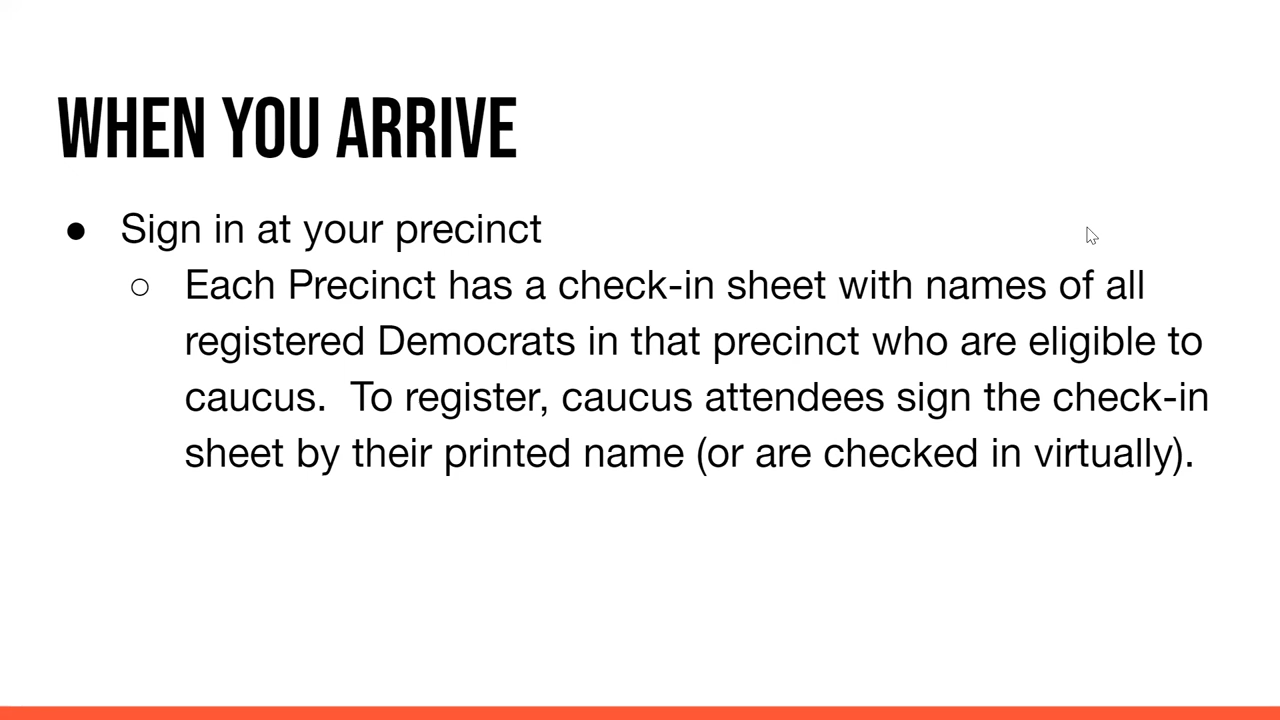 WHEN YOU ARRIVE
● Sign in at your precinct
○ Each Precinct has a check-in sheet with names of all
registered Democrats in that precinct who are eligible to
caucus.  To register, caucus attendees sign the check-in
sheet by their printed name (or are checked in virtually).